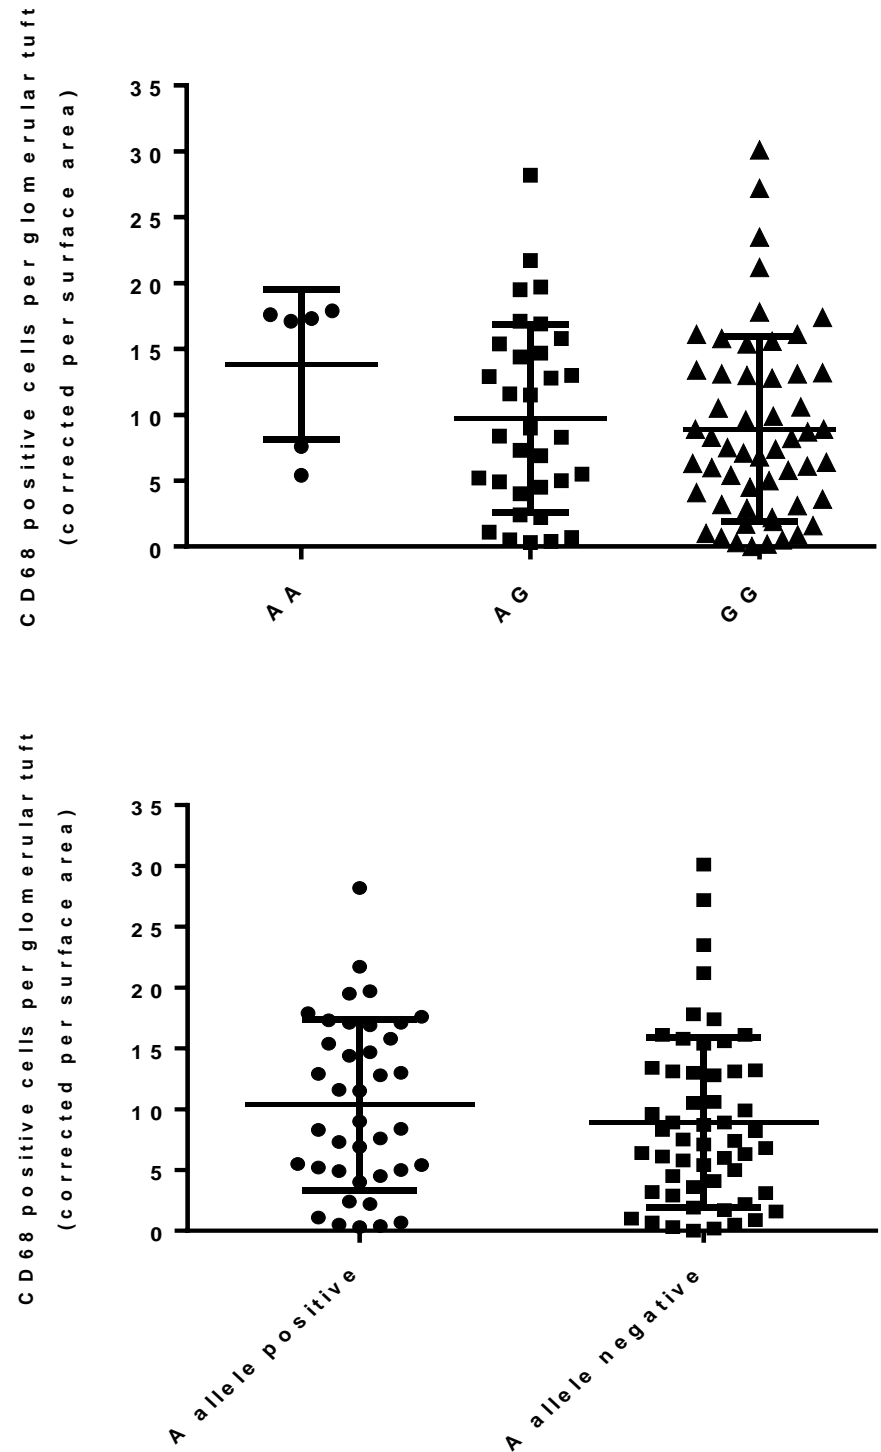 CD68 positive cells per glomerular tuft
(corrected per surface area)
35
30
25
20
15
10
5
0
AA
AG
GG
CD68 positive cells per glomerular tuft
(corrected per surface area)
35
30
25
20
15
10
5
0
A allele positive
A allele negative